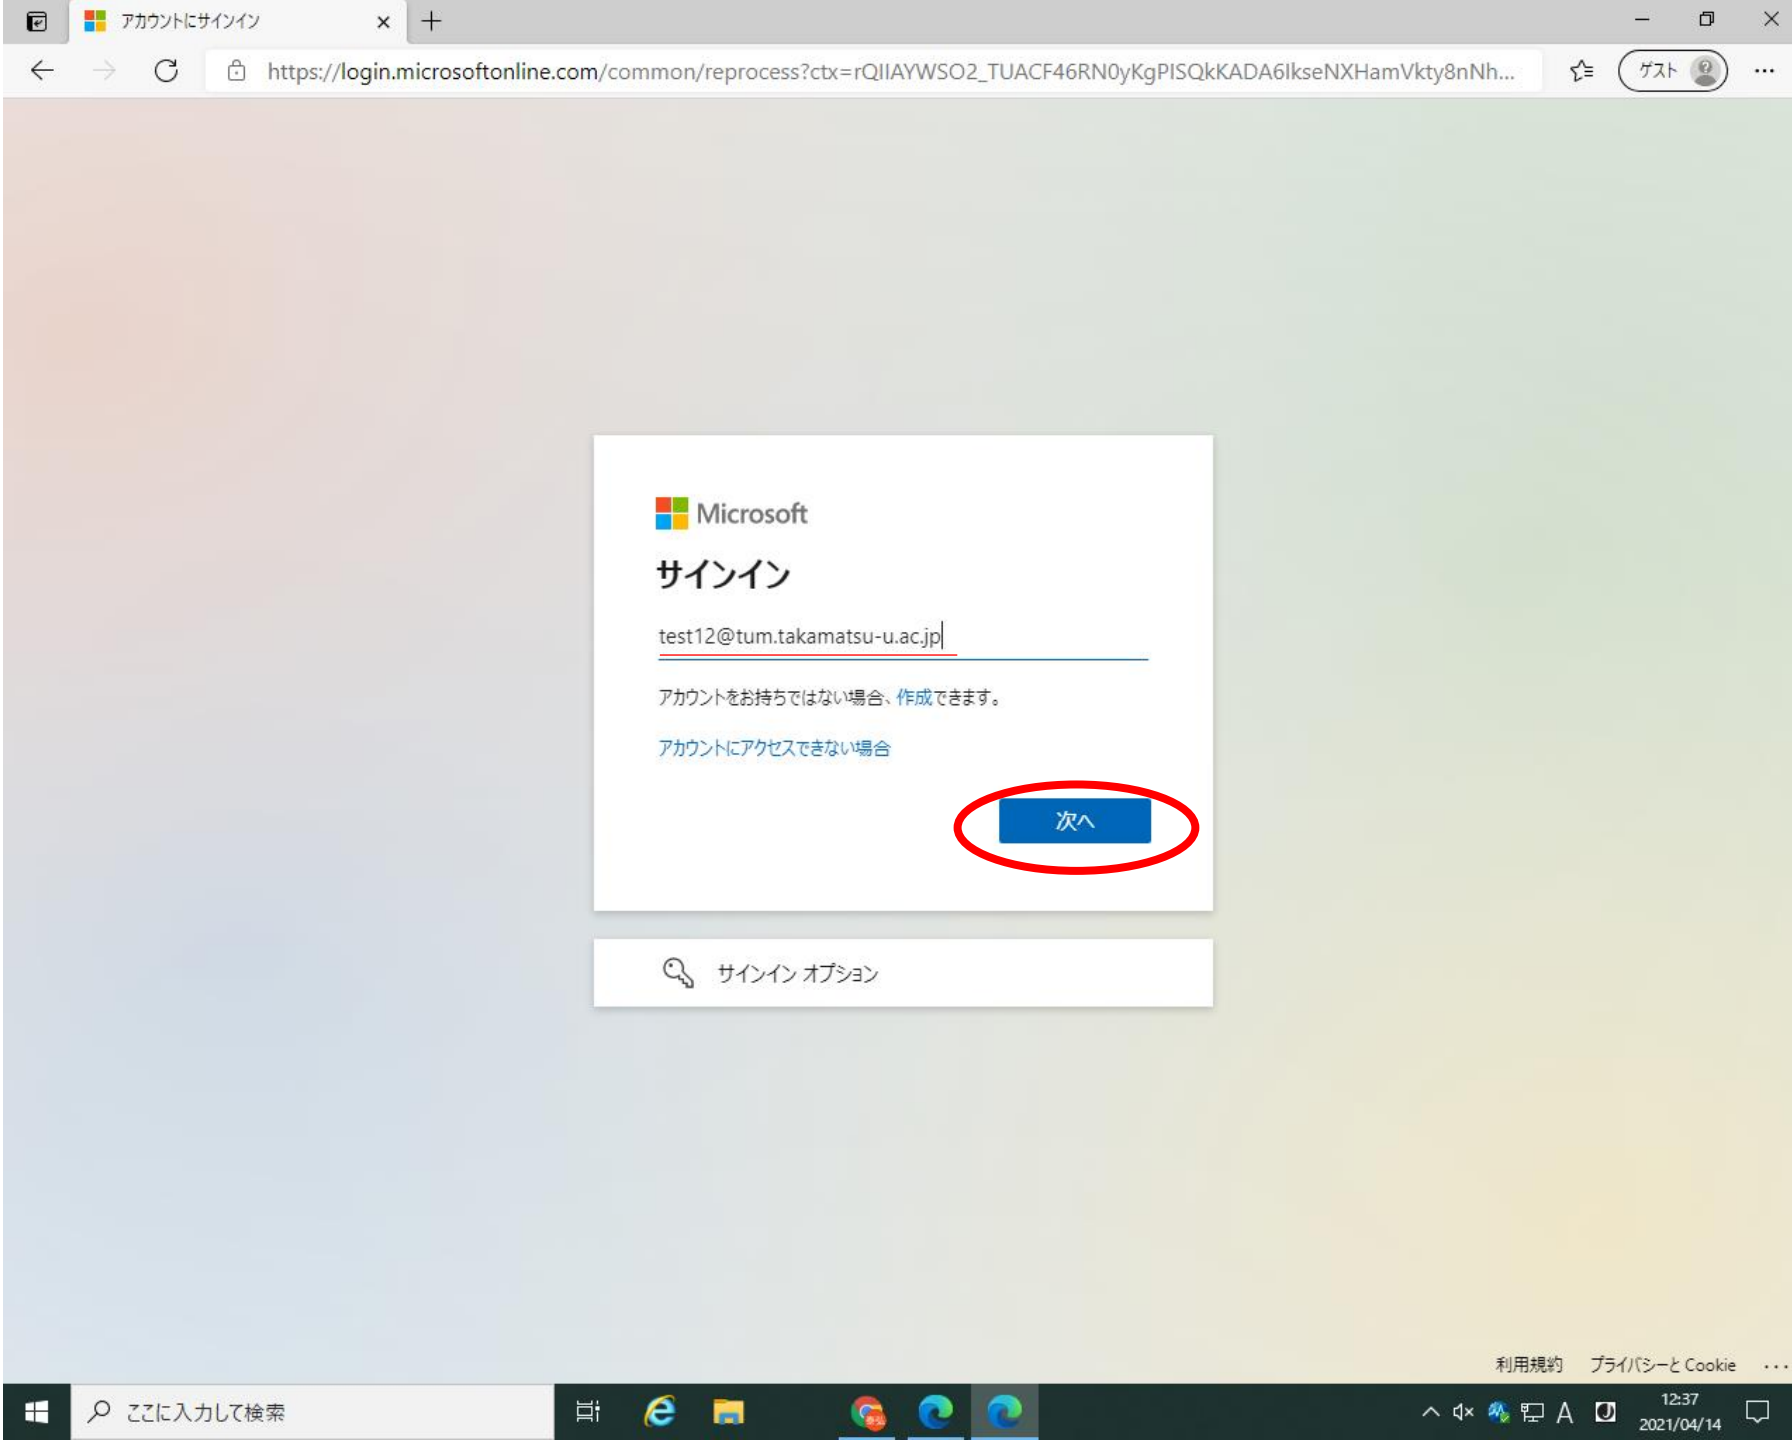 アカウントにサインイン
https://login.microsoftonline.com/common/reprocess?ctx=rQIIAYWSO2_TUACF46RN0yKgPISQkKADA6IkseNXHamVkty8nNh...
ゲスト
Microsoft
サインイン
test12@tum.takamatsu-u.ac.jp
アカウントをお持ちではない場合、作成できます。
アカウントにアクセスできない場合
次へ
サインイン オプション
利用規約 プライバシーと Cookie ...
ここに入力して検索
A
12:37
2021/04/14